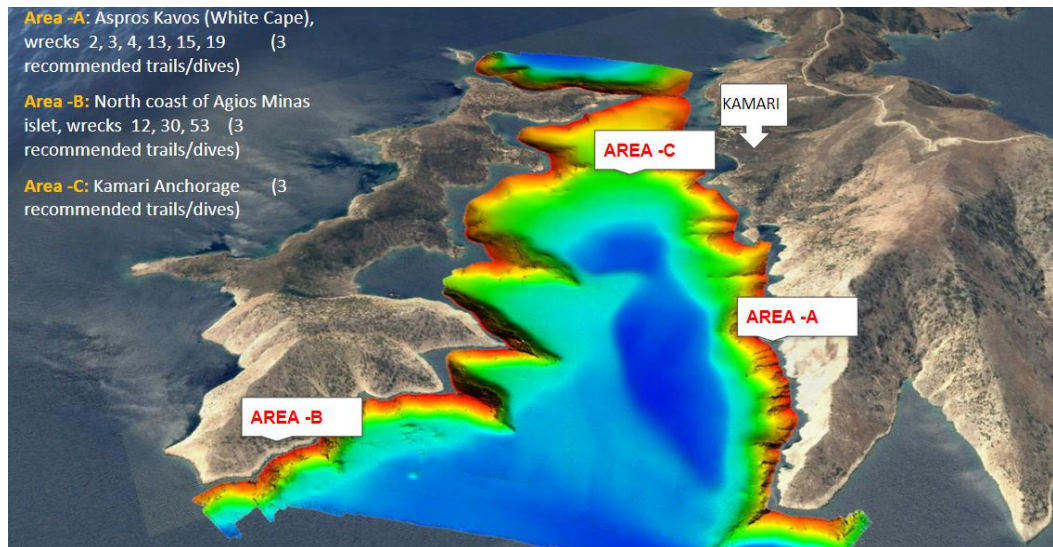 Area -A: Aspros Kavos (White Cape),
wrecks 2, 3, 4, 13, 15, 19 (3
recommended trails/dives)
Area -B: North coast of Agios Minas
islet, wrecks 12, 30, 53 (3
recommended trails/dives)
Area -C: Kamari Anchorage (3
recommended trails/dives)
KAMARI
AREA -C
AREA -A
AREA -B